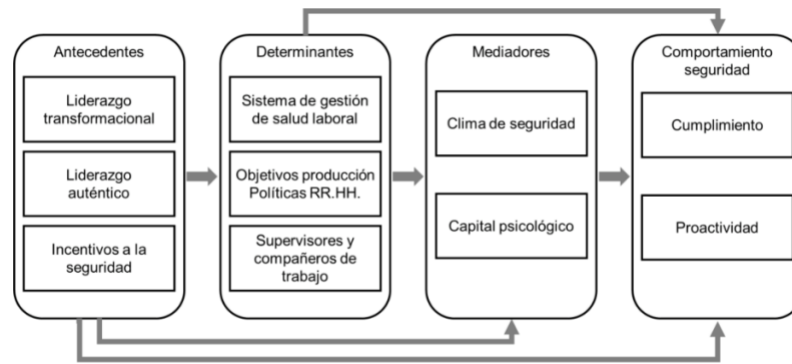 Antecedentes
Liderazgo
transformacional
Liderazgo
auténtico
Incentivos a la
seguridad
Determinantes
Sistema de gestión
de salud laboral
Objetivos producción
Políticas RR.HH.
Supervisores y
compañeros de
trabajo
Mediadores
Clima de seguridad
Capital psicológico
Comportamiento
seguridad
Cumplimiento
Proactividad